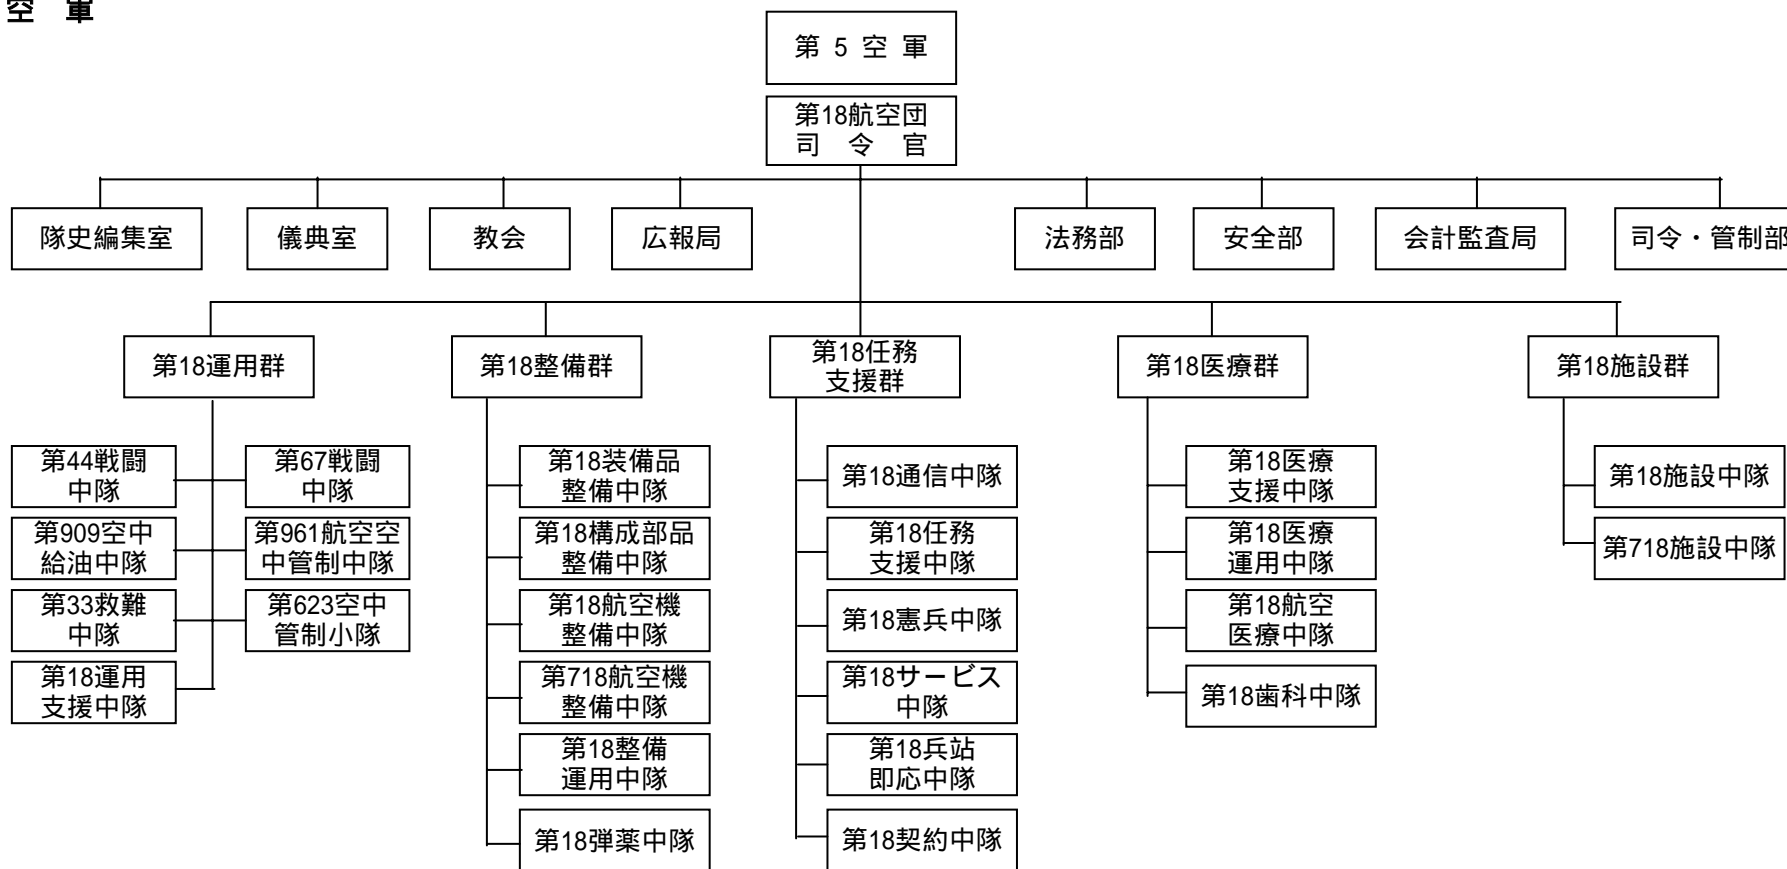 空　軍
第 5 空 軍
第18航空団
司　令　官
隊史編集室
儀典室
教会
広報局
法務部
安全部
会計監査局
司令・管制部
第18運用群
第18整備群
第18任務
支援群
第18医療群
第18施設群
第44戦闘
中隊
第67戦闘
中隊
第909空中
給油中隊
第961航空空
中管制中隊
第33救難
中隊
第623空中
管制小隊
第18運用
支援中隊
第18装備品
整備中隊
第18構成部品
整備中隊
第18航空機
整備中隊
第718航空機
整備中隊
第18整備
運用中隊
第18弾薬中隊
第18通信中隊
第18任務
支援中隊
第18憲兵中隊
第18サービス
中隊
第18兵站
即応中隊
第18契約中隊
第18医療
支援中隊
第18医療
運用中隊
第18航空
医療中隊
第18歯科中隊
第18施設中隊
第718施設中隊